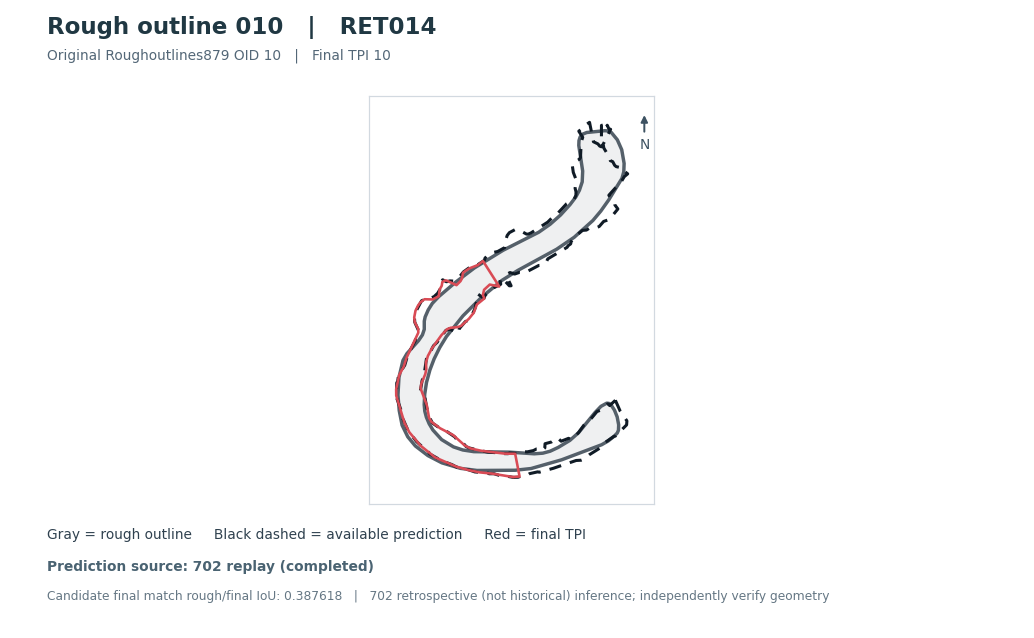 Rough outline 010   |   RET014
Original Roughoutlines879 OID 10   |   Final TPI 10
N
Gray = rough outline     Black dashed = available prediction     Red = final TPI
Prediction source: 702 replay (completed)
Candidate final match rough/final IoU: 0.387618   |   702 retrospective (not historical) inference; independently verify geometry